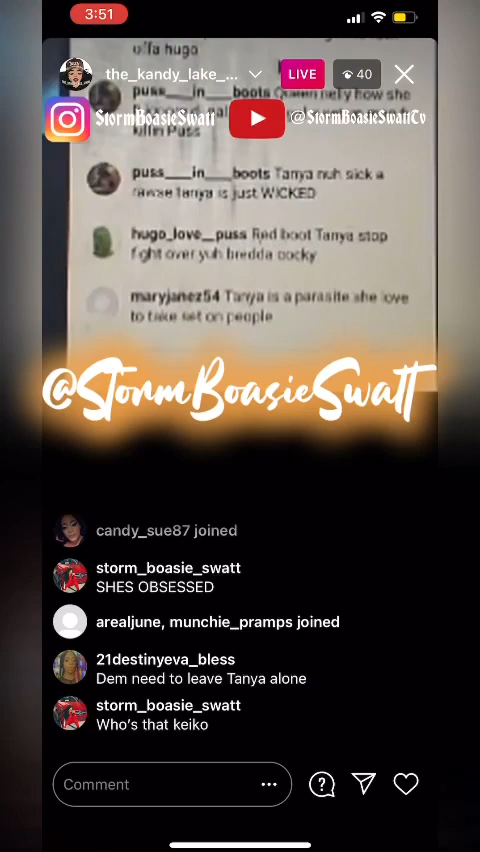 3:51
ulfa hugo
the_kandy_lake_...
LIVE
40
puss___in___boots Queen nefy how she
StormBoasieSwatt
@StormBoasieSwattTv
killin Puss
puss___in___boots Tanya nuh sick a
rawse tanya is just WICKED
hugo_love__puss Red boot Tanya stop
fght over yuh bredda cocky
maryjanez54 Tanya is a parasite she love
to take set on people
@StormBoasieSwatt
candy_sue87 joined
storm_boasie_swatt
SHES OBSESSED
arealjune, munchie_pramps joined
21destinyeva_bless
Dem need to leave Tanya alone
storm_boasie_swatt
Who's that keiko
Comment